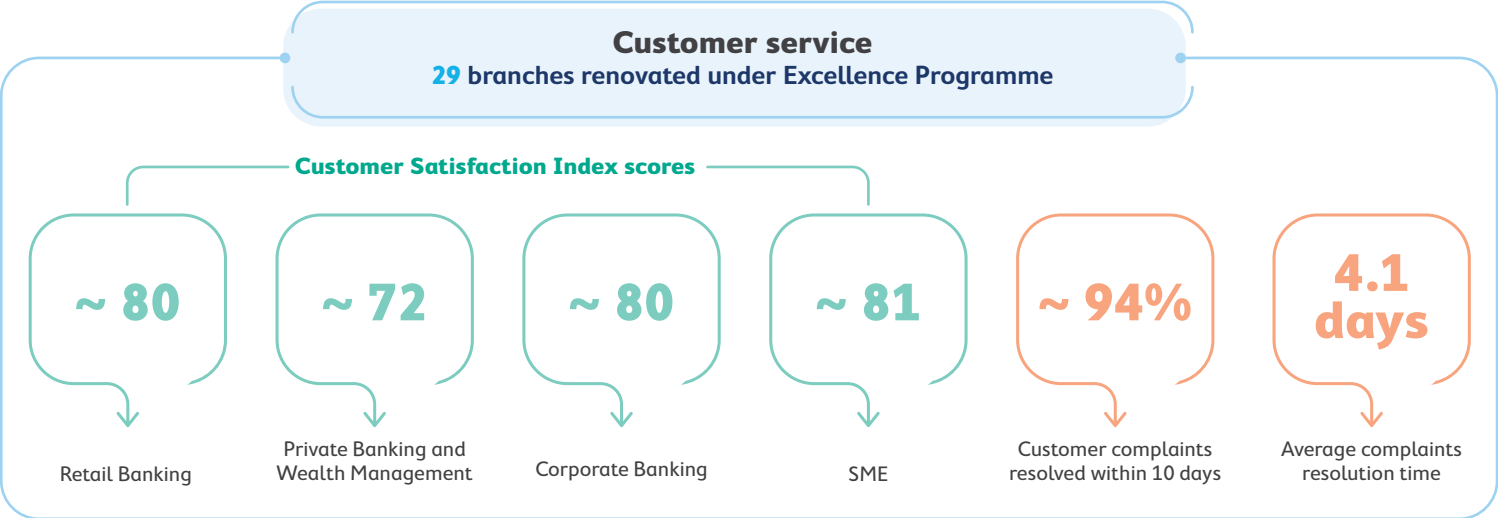 Customer service
29 branches renovated under Excellence Programme
Customer Satisfaction Index scores
~ 80
Retail Banking
~ 72
Private Banking and
Wealth Management
~ 80
Corporate Banking
~ 81
SME
~ 94%
Customer complaints
resolved within 10 days
4.1
days
Average complaints
resolution time